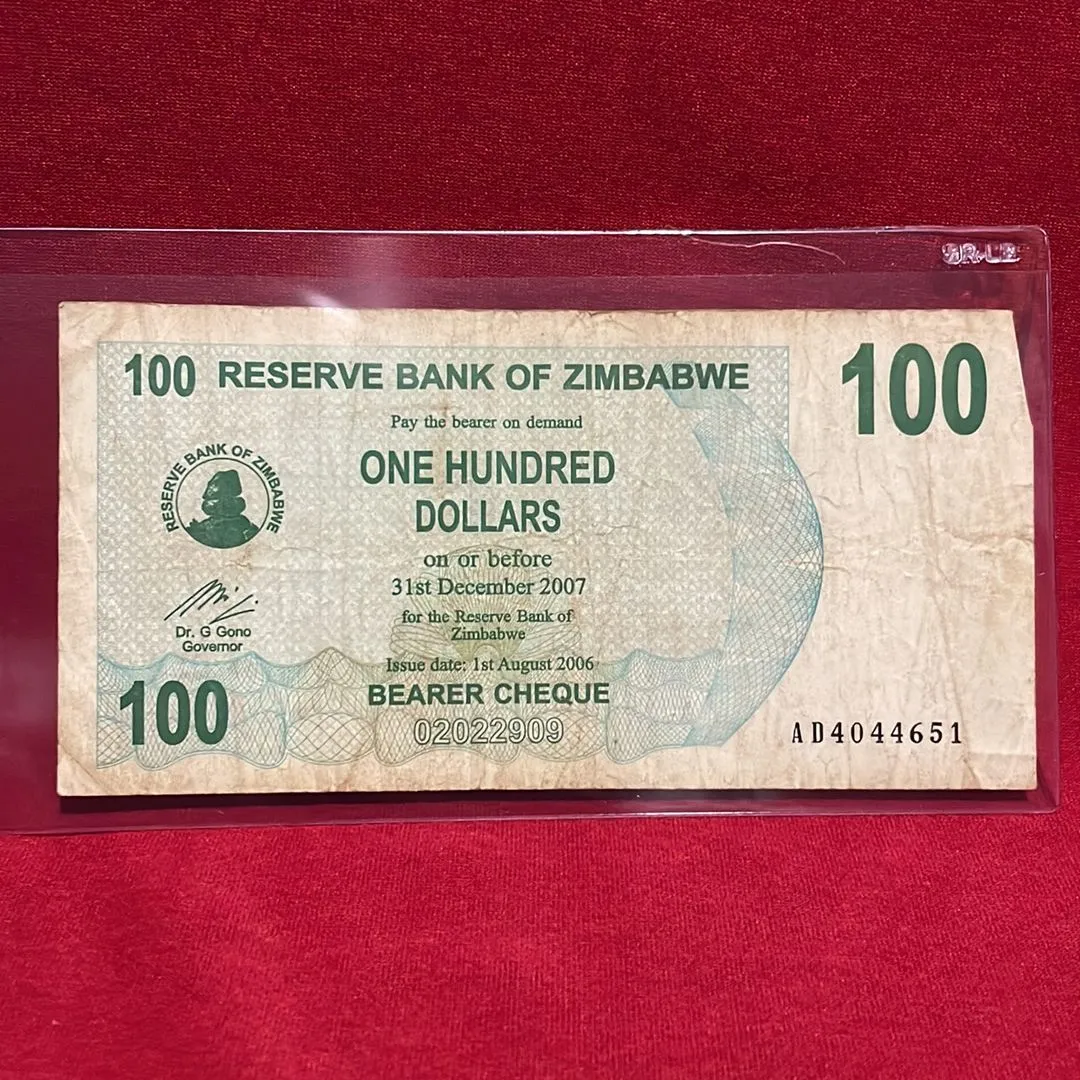 100 RESERVE BANK OF ZIMBABWE 100
Pay the bearer on demand
ONE HUNDRED
DOLLARS
RESERVE BANK OF ZIMBABWE
on or before
31st December 2007
for the Reserve Bank of
Zimbabwe
Dr. G Gono
Governor
Issue date: 1st August 2006
100
BEARER CHEQUE
02022909
AD4044651